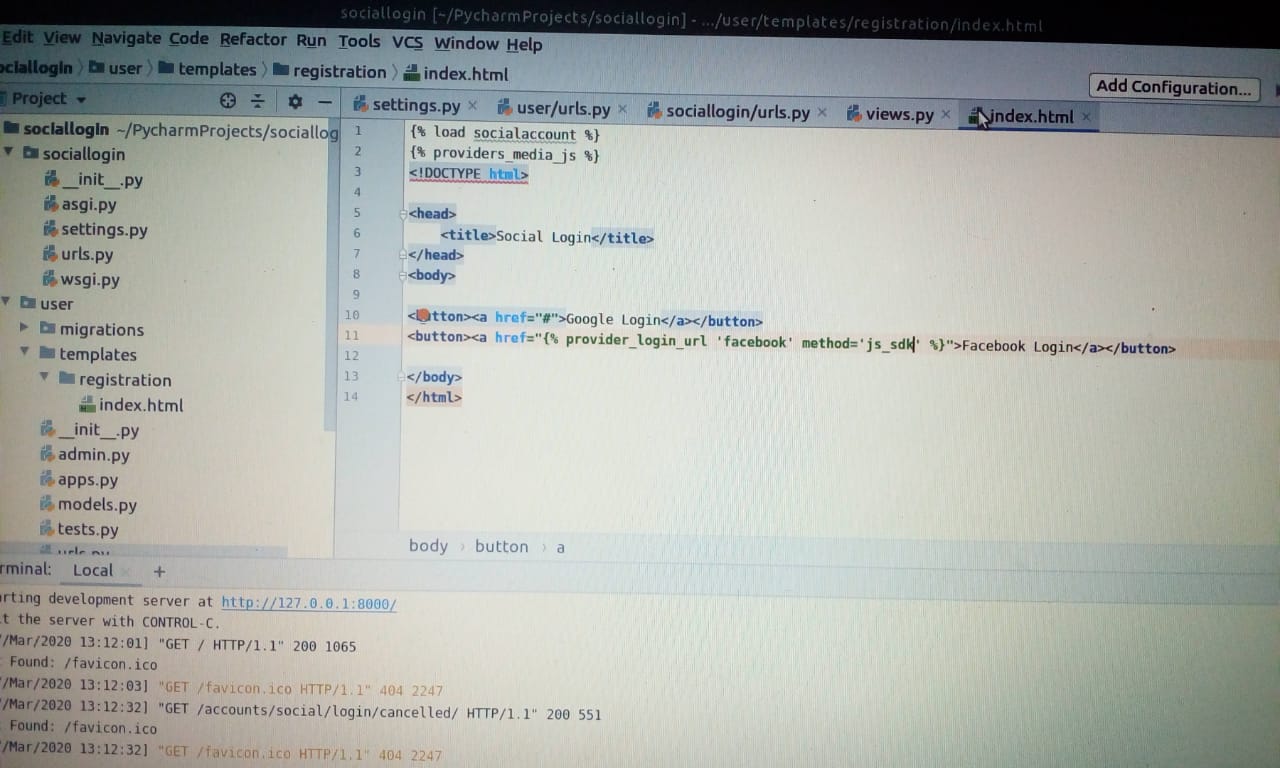 sociallogin [~/PycharmProjects/sociallogin] - .../user/templates/registration/index.html
Edit View Navigate Code Refactor Run Tools VCS Window Help
ociallogin user templates registration index.html
Add Configuration...
Project
settings.py user/urls.py sociallogin/urls.py views.py index.html
sociallogin ~/PycharmProjects/sociallog
sociallogin
__init__.py
asgi.py
settings.py
urls.py
wsgi.py
user
migrations
templates
registration
index.html
__init__.py
admin.py
apps.py
models.py
tests.py
urls.py
1 {% load socialaccount %}
2 {% providers_media_js %}
3 <!DOCTYPE html>
4
5 <head>
6 <title>Social Login</title>
7 </head>
8 <body>
9
10 <button><a href="#">Google Login</a></button>
11 <button><a href="{% provider_login_url 'facebook' method='js_sdk' %}">Facebook Login</a></button>
12
13 </body>
14 </html>
body › button › a
rminal: Local × +
rting development server at http://127.0.0.1:8000/
t the server with CONTROL-C.
/Mar/2020 13:12:01] "GET / HTTP/1.1" 200 1065
Found: /favicon.ico
/Mar/2020 13:12:03] "GET /favicon.ico HTTP/1.1" 404 2247
/Mar/2020 13:12:32] "GET /accounts/social/login/cancelled/ HTTP/1.1" 200 551
Found: /favicon.ico
/Mar/2020 13:12:32] "GET /favicon.ico HTTP/1.1" 404 2247